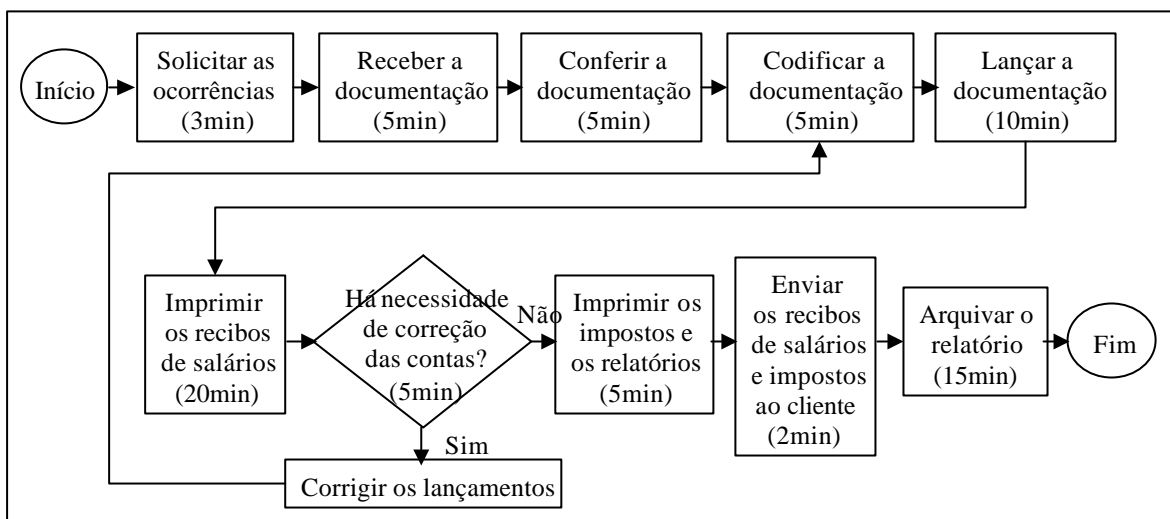 Início
Solicitar as
ocorrências
(3min)
Receber a
documentação
(5min)
Conferir a
documentação
(5min)
Codificar a
documentação
(5min)
Lançar a
documentação
(10min)
Imprimir
os recibos
de salários
(20min)
Há necessidade
de correção
das contas?
(5min)
Não
Sim
Corrigir os lançamentos
Imprimir os
impostos e
os relatórios
(5min)
Enviar
os recibos
de salários
e impostos
ao cliente
(2min)
Arquivar o
relatório
(15min)
Fim